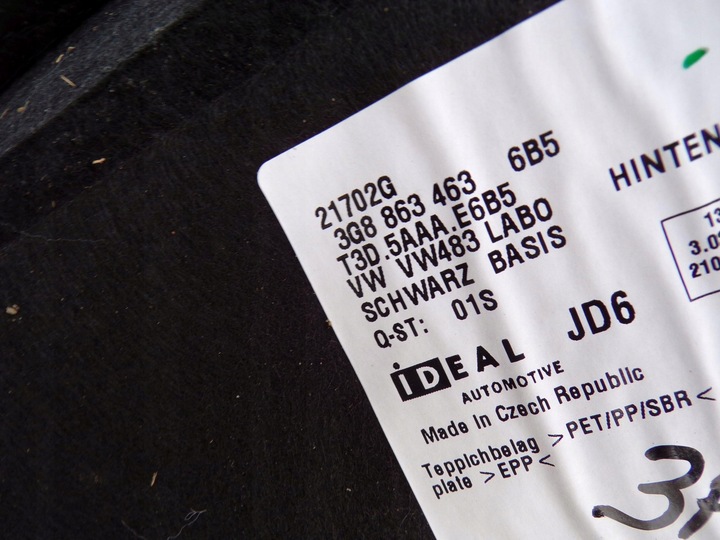 21702G
3G8 863 463 6B5
HINTEN
T3D.5AAA.E6B5
VW VW483 LABO
SCHWARZ BASIS
Q-ST: 01S
JD6
iDEAL
AUTOMOTIVE
Made in Czech Republic
Teppichbelag >PET/PP/SBR<
plate >EPP<